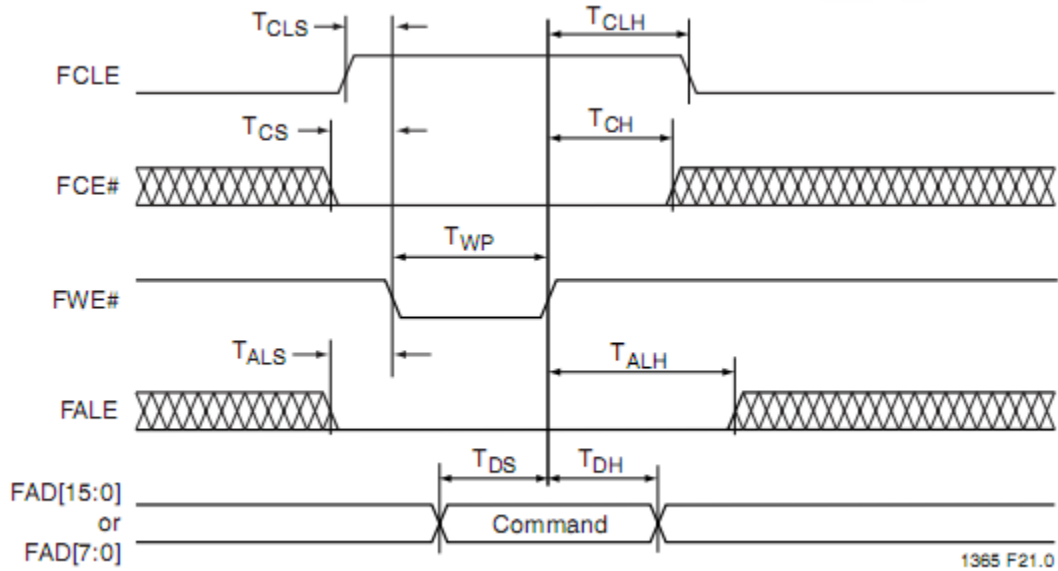 TCLS
TCLH
FCLE
TCS
TCH
FCE#
TWP
FWE#
TALS
TALH
FALE
TDS
TDH
FAD[15:0]
or
FAD[7:0]
Command
1365 F21.0